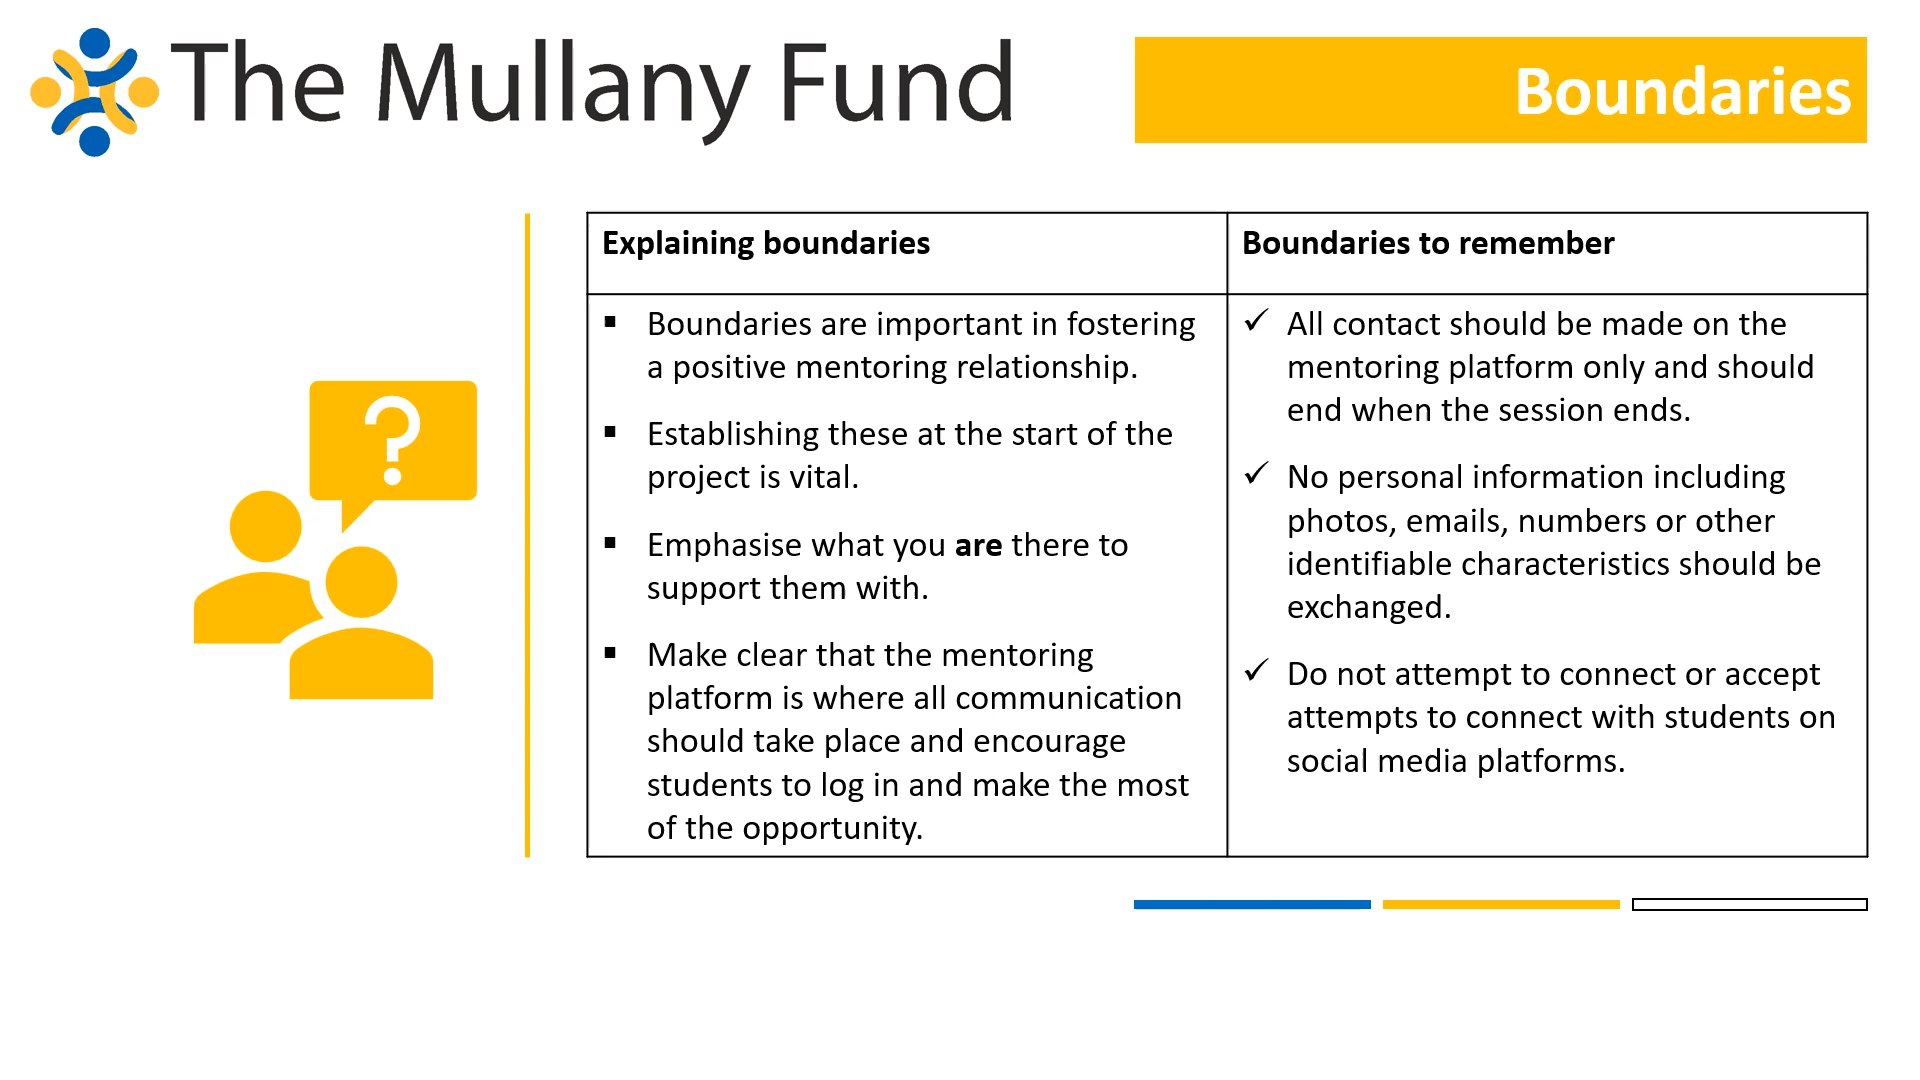 The Mullany Fund
Boundaries
Explaining boundaries
▪ Boundaries are important in fostering
a positive mentoring relationship.
▪ Establishing these at the start of the
project is vital.
▪ Emphasise what you are there to
support them with.
▪ Make clear that the mentoring
platform is where all communication
should take place and encourage
students to log in and make the most
of the opportunity.
Boundaries to remember
✓ All contact should be made on the
mentoring platform only and should
end when the session ends.
✓ No personal information including
photos, emails, numbers or other
identifiable characteristics should be
exchanged.
✓ Do not attempt to connect or accept
attempts to connect with students on
social media platforms.
?